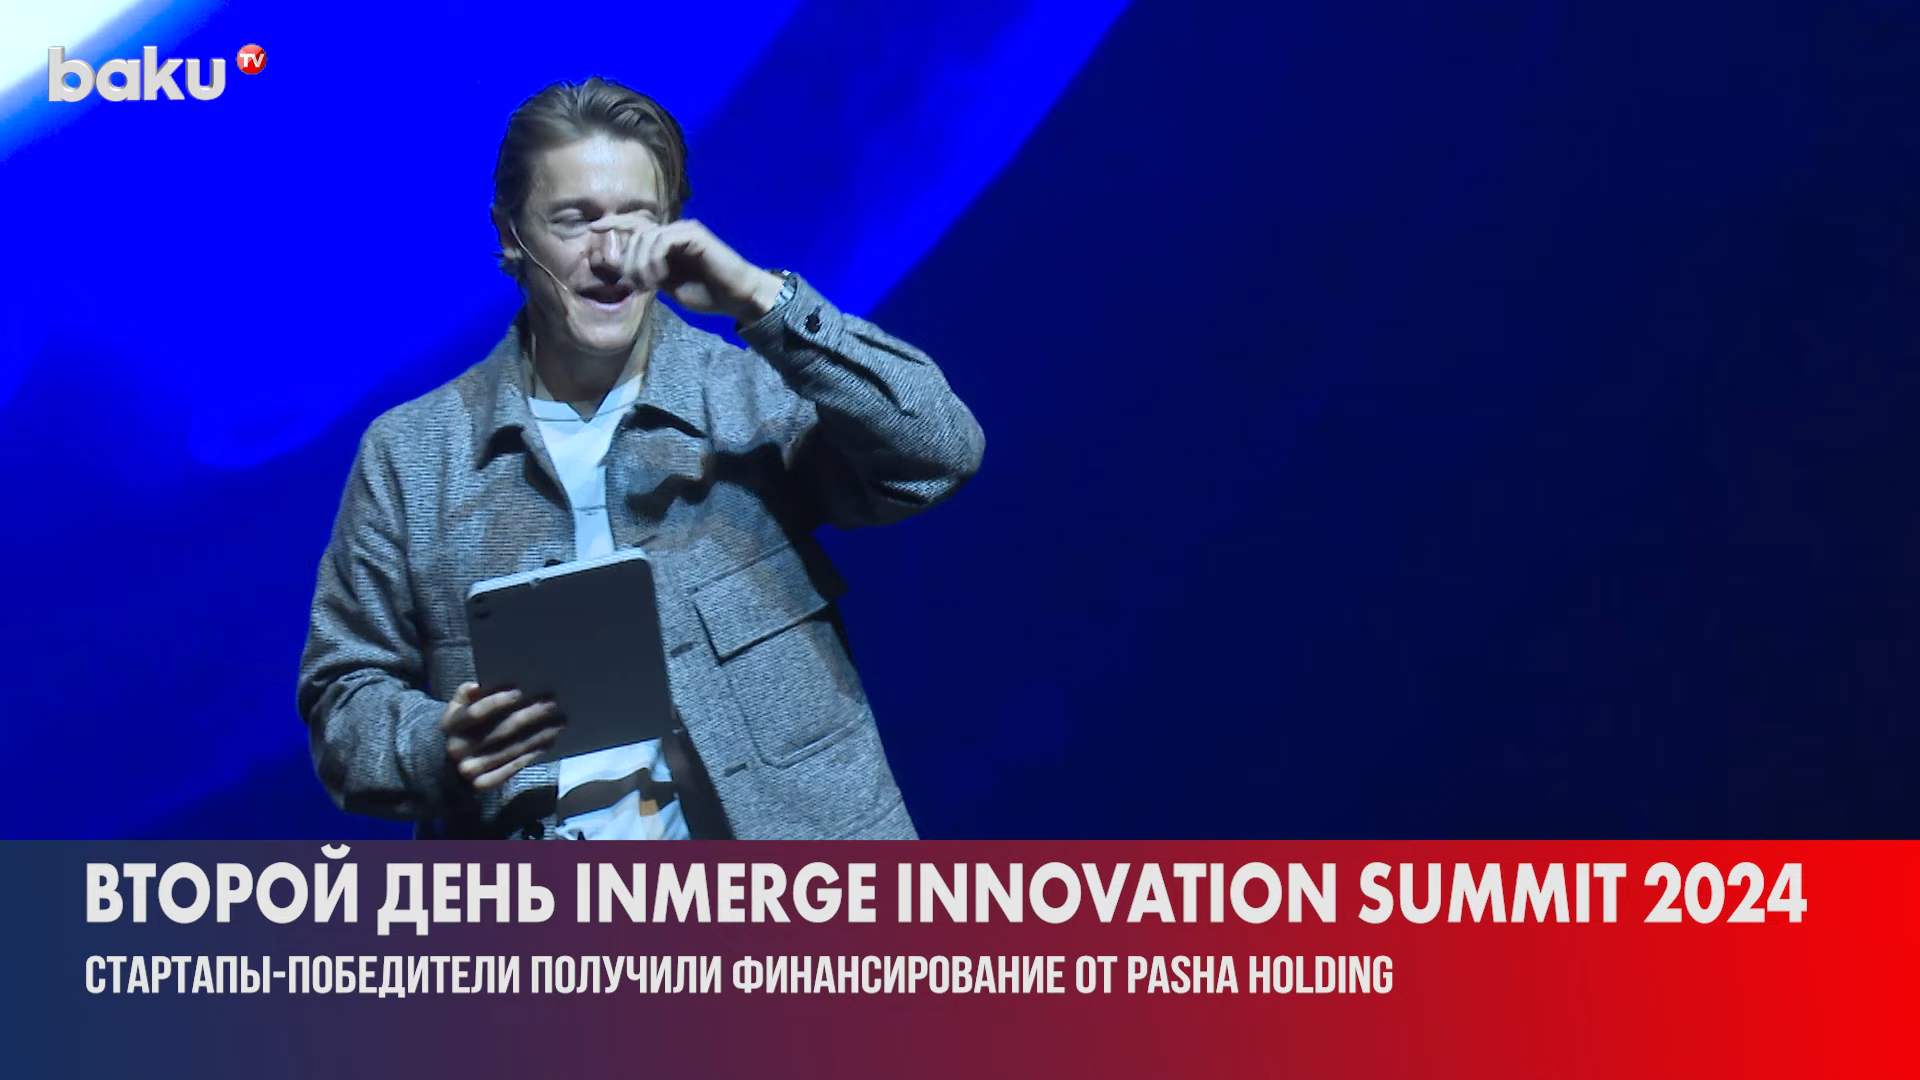 baku TV
ВТОРОЙ ДЕНЬ INMERGE INNOVATION SUMMIT 2024
СТАРТАПЫ-ПОБЕДИТЕЛИ ПОЛУЧИЛИ ФИНАНСИРОВАНИЕ ОТ PASHA HOLDING